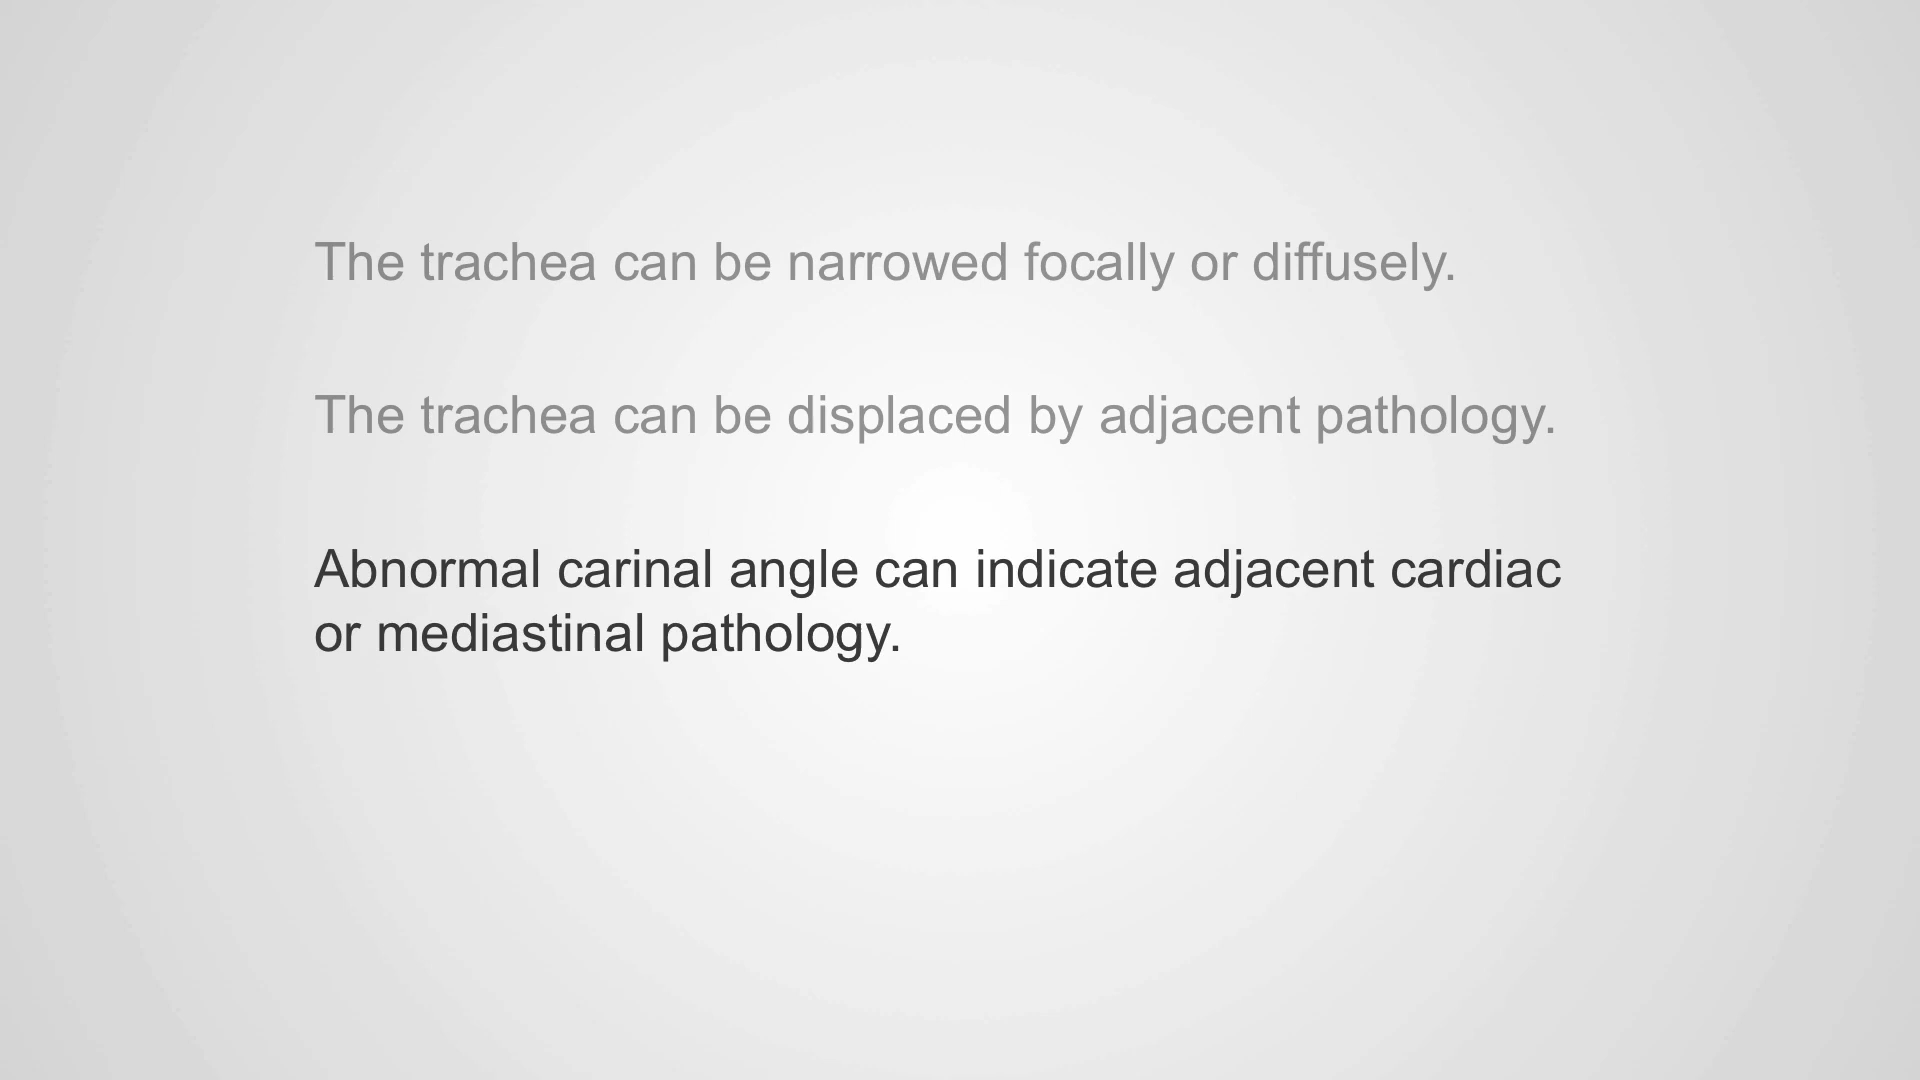 The trachea can be narrowed focally or diffusely.
The trachea can be displaced by adjacent pathology.
Abnormal carinal angle can indicate adjacent cardiac
or mediastinal pathology.